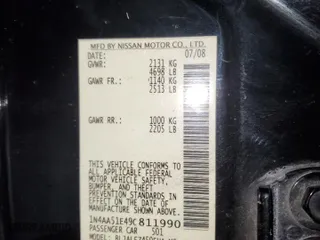 MFD BY NISSAN MOTOR CO., LTD.
DATE: 07/08
GVWR: 2131 KG
4698 LB
GAWR FR.: 1140 KG
2513 LB
GAWR RR.: 1000 KG
2205 LB
THIS VEHICLE CONFORMS
TO ALL APPLICABLE FEDERAL
MOTOR VEHICLE SAFETY,
BUMPER, AND THEFT
PREVENTION STANDARDS
IN EFFECT ON THE DATE
OF MANUFACTURE SHOWN
ABOVE.
1N4AA51E49C811990
PASSENGER CAR S01
MODEL: